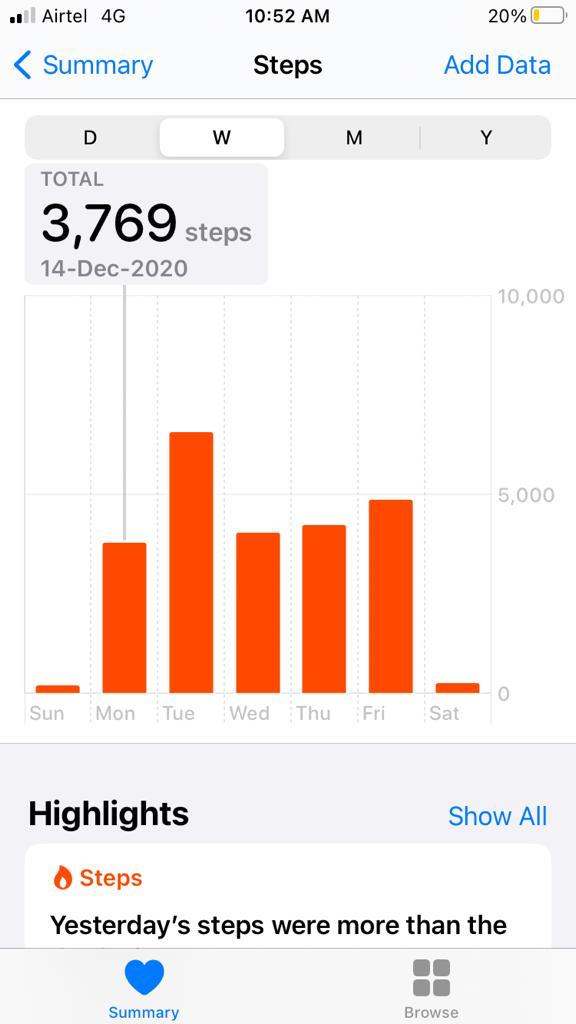 Airtel 4G 10:52 AM 20%
Summary Steps Add Data
D W M Y
TOTAL
3,769 steps
14-Dec-2020
10,000
5,000
0
Sun Mon Tue Wed Thu Fri Sat
Highlights Show All
Steps
Yesterday's steps were more than the
Summary Browse